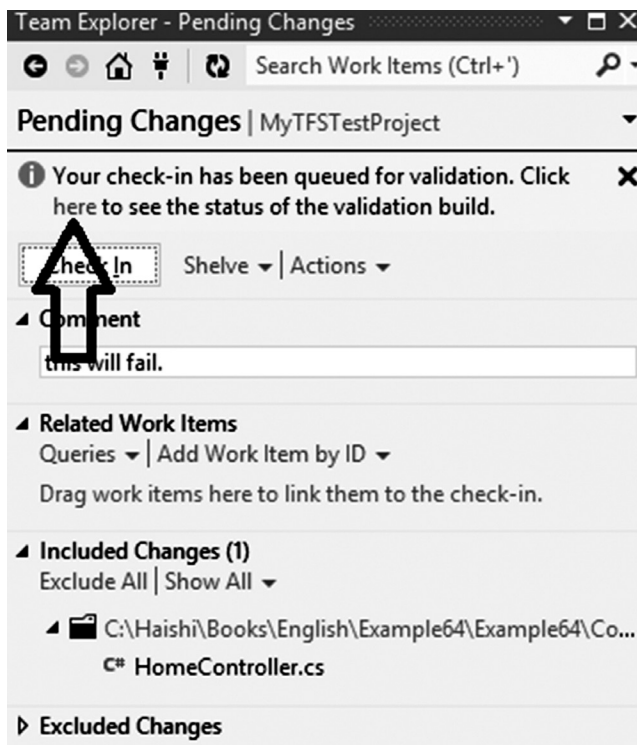 Team Explorer - Pending Changes
Search Work Items (Ctrl+')
Pending Changes | MyTFSTestProject
Your check-in has been queued for validation. Click
here to see the status of the validation build.
Check In Shelve | Actions
Comment
this will fail.
Related Work Items
Queries | Add Work Item by ID
Drag work items here to link them to the check-in.
Included Changes (1)
Exclude All | Show All
C:\Haishi\Books\English\Example64\Example64\Co...
C# HomeController.cs
Excluded Changes